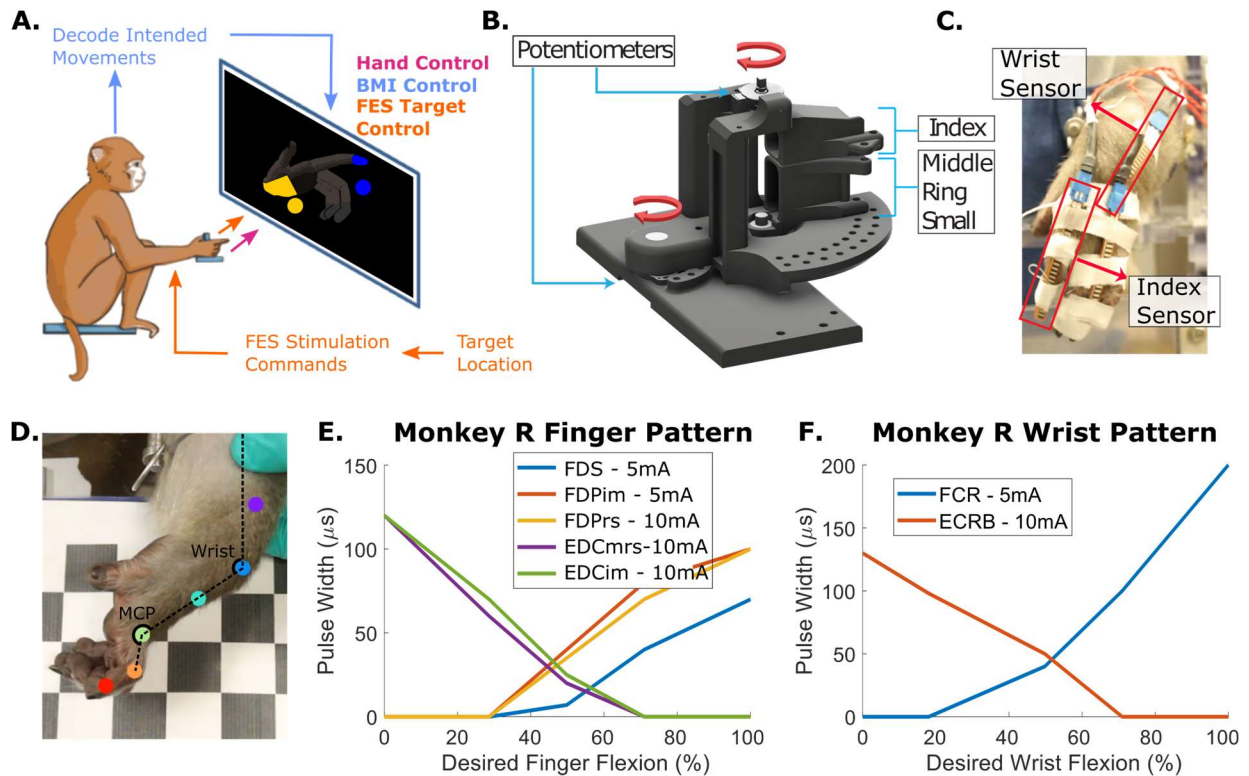 A.
Decode Intended
Movements
Hand Control
BMI Control
FES Target
Control
FES Stimulation
Commands
Target
Location
B.
Potentiometers
Index
Middle
Ring
Small
C.
Wrist
Sensor
Index
Sensor
D.
Wrist
MCP
E.
Monkey R Finger Pattern
Pulse Width (μs)
150
100
50
0
FDS - 5mA
FDPim - 5mA
FDPrs - 10mA
EDCmrs-10mA
EDCim - 10mA
0 20 40 60 80 100
Desired Finger Flexion (%)
F.
Monkey R Wrist Pattern
Pulse Width (μs)
200
150
100
50
0
FCR - 5mA
ECRB - 10mA
0 20 40 60 80 100
Desired Wrist Flexion (%)